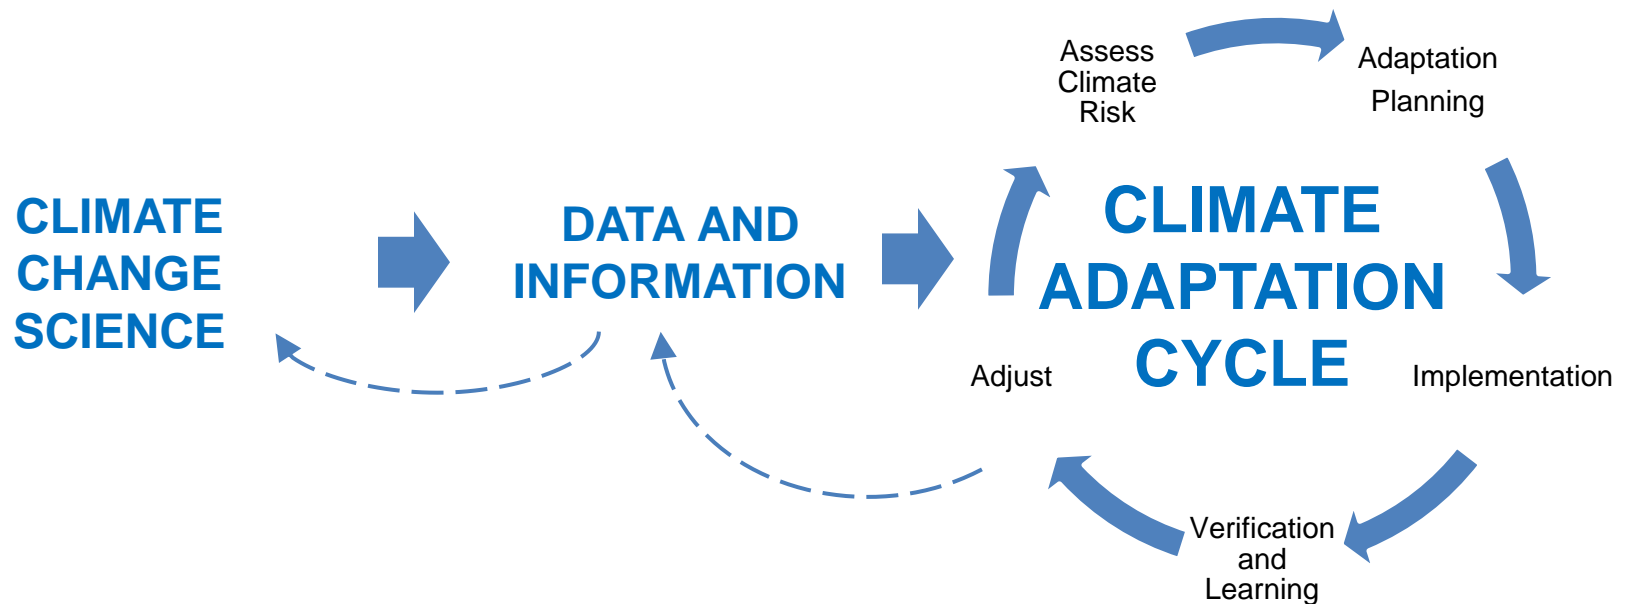 CLIMATE
CHANGE
SCIENCE
DATA AND
INFORMATION
CLIMATE
ADAPTATION
CYCLE
Assess
Climate
Risk
Adaptation
Planning
Implementation
Verification
and
Learning
Adjust